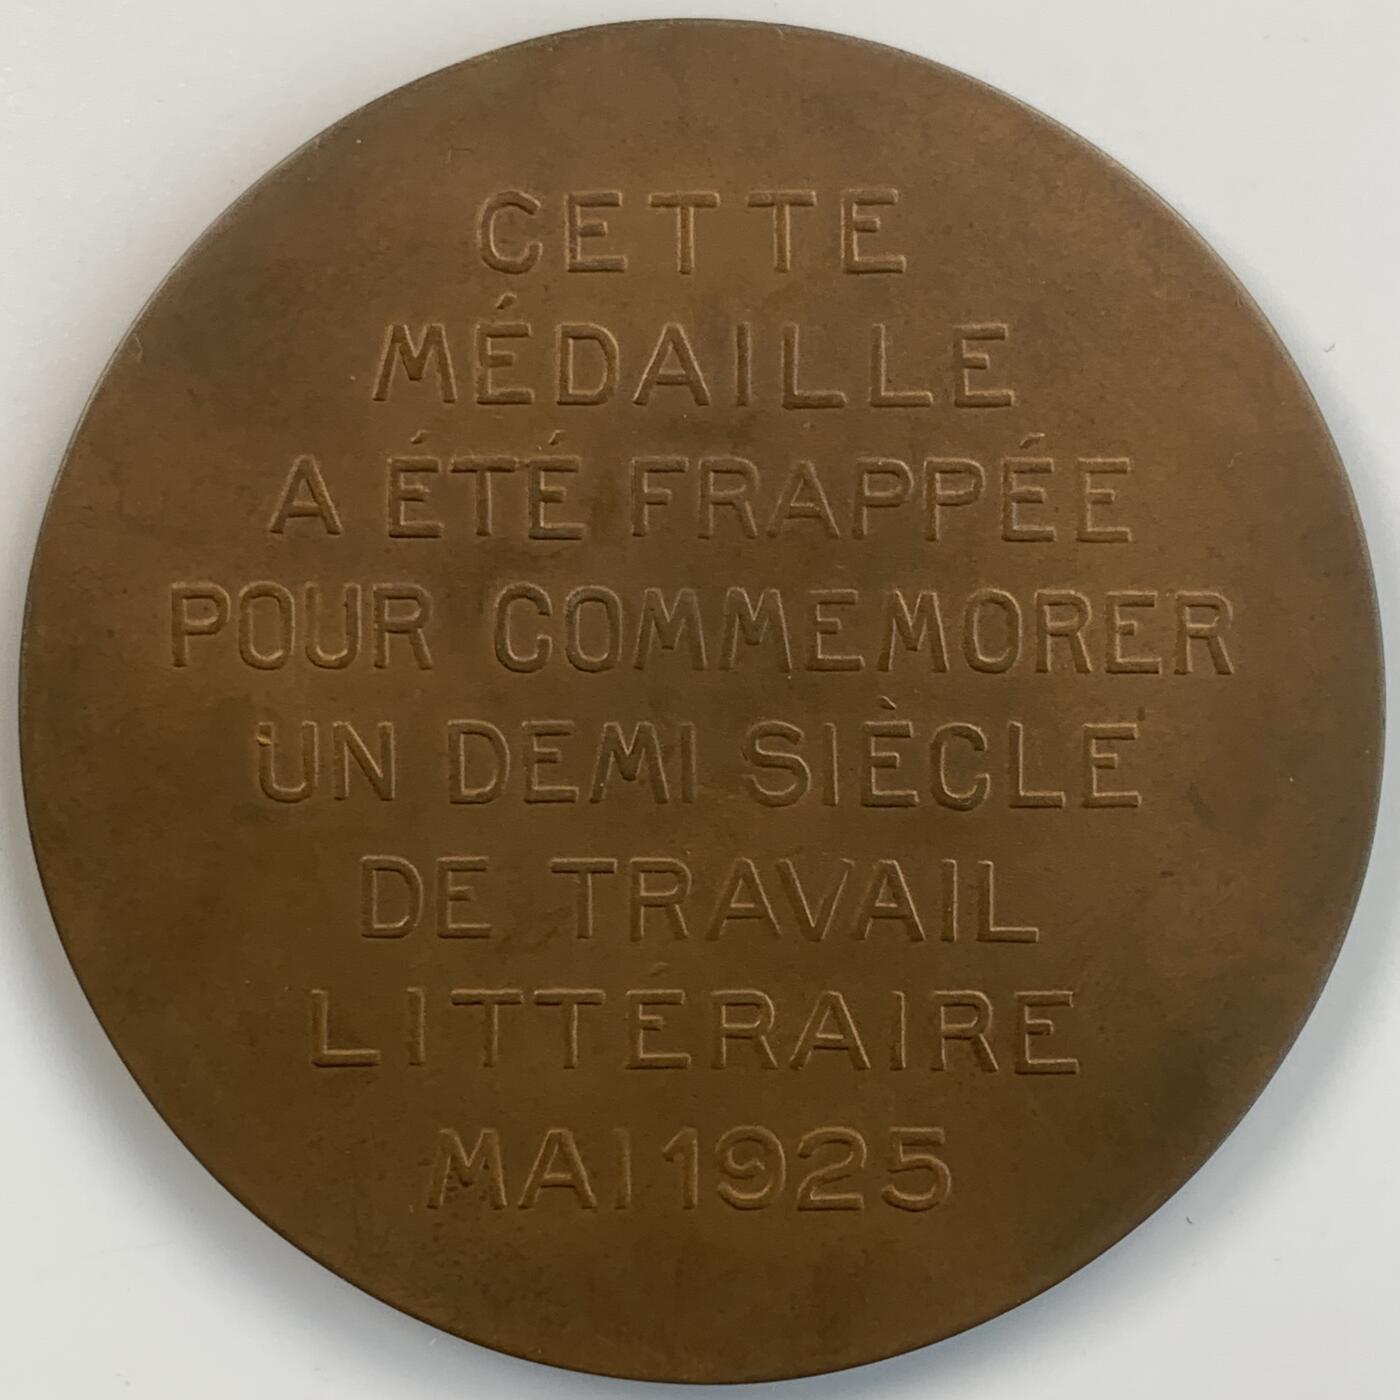 CETTE
MÉDAILLE
A ÉTÉ FRAPPÉE
POUR COMMEMORER
UN DEMI SIÈCLE
DE TRAVAIL
LITTÉRAIRE
MAI 1925